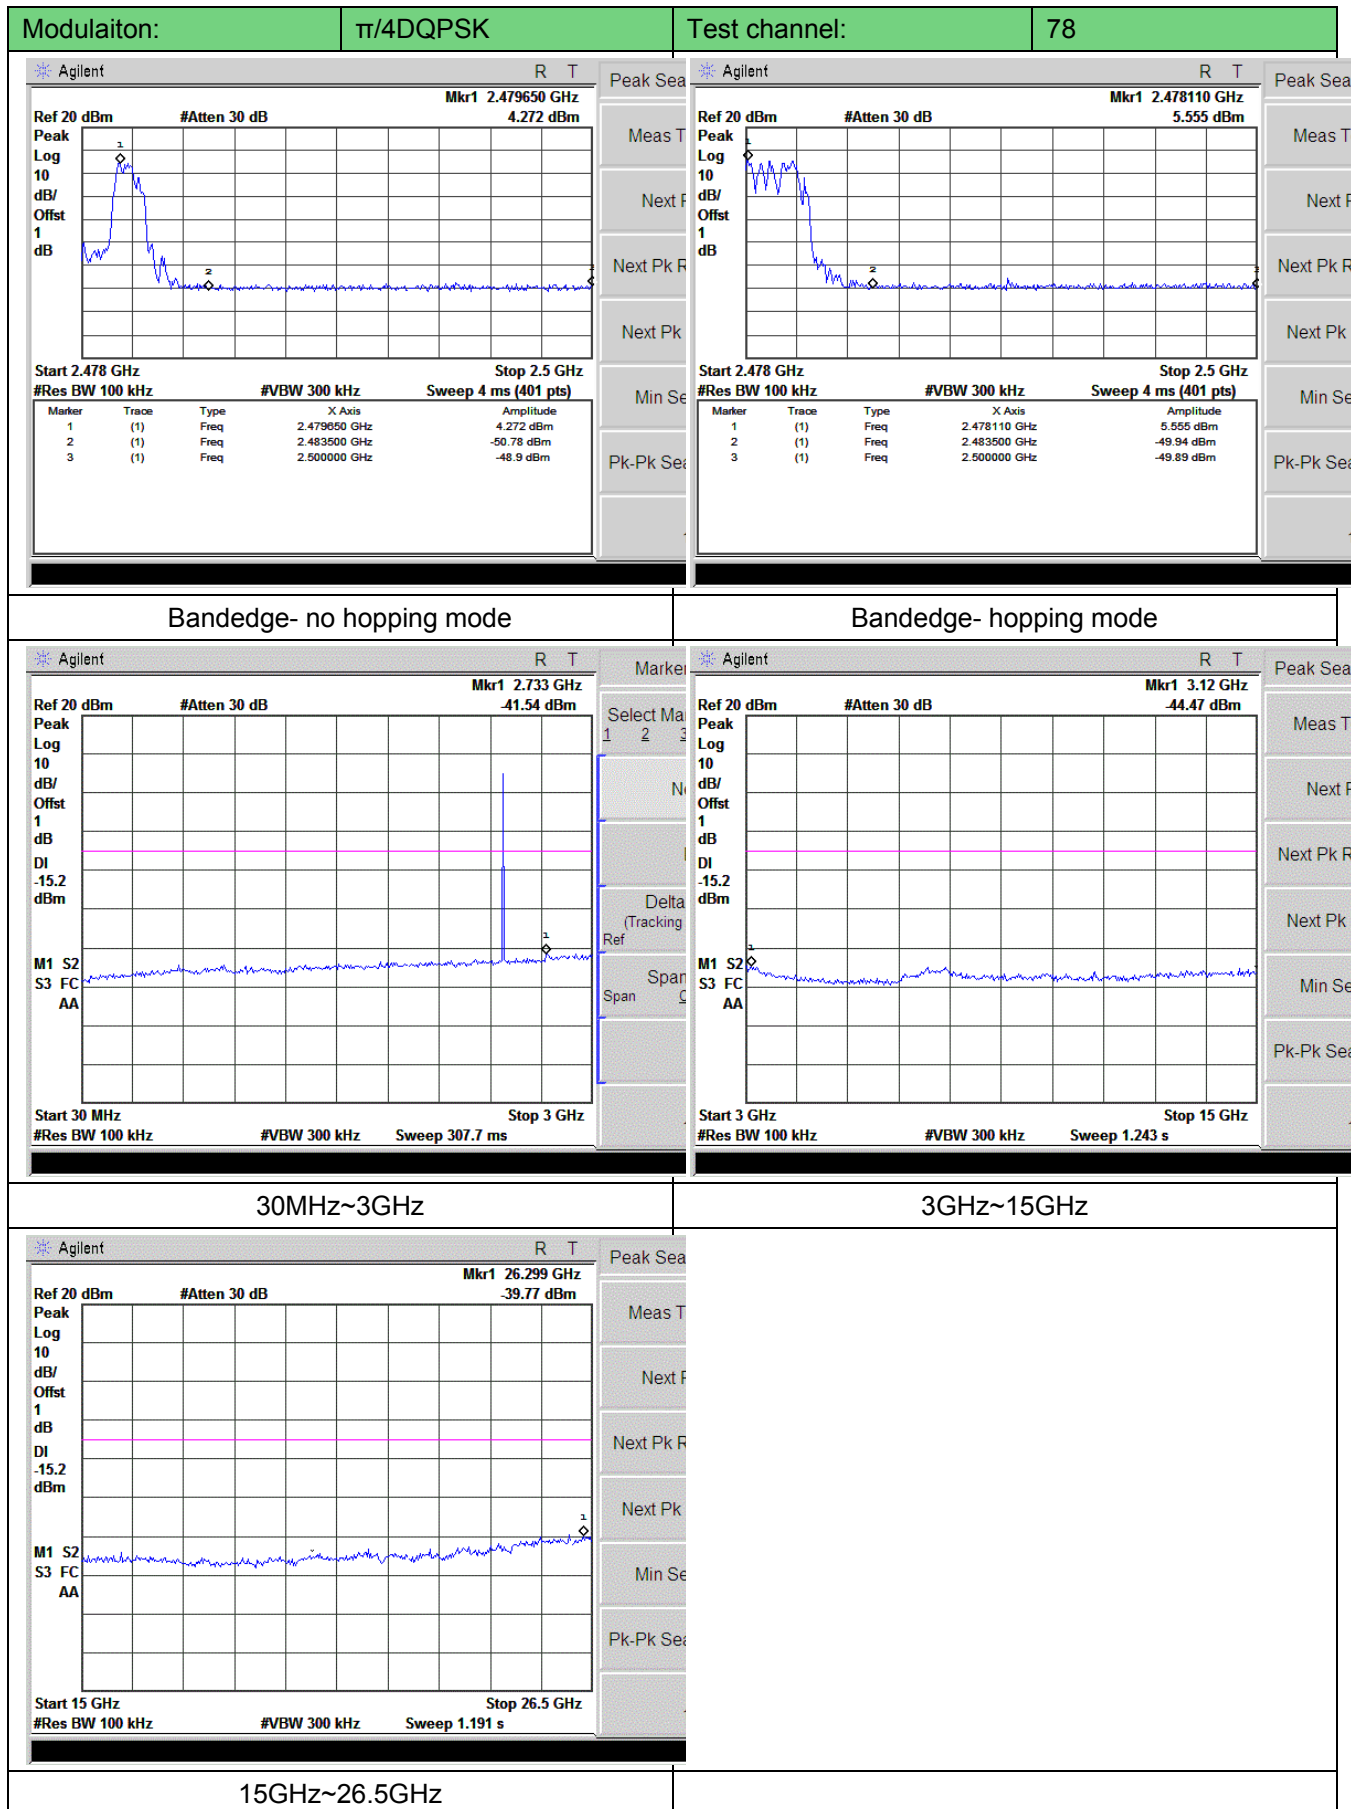 Modulaiton: π/4DQPSK Test channel: 78
Agilent R T
Mkr1 2.479650 GHz
Ref 20 dBm #Atten 30 dB 4.272 dBm
Peak
Log
10
dB/
Offst
1
dB
1
2
Start 2.478 GHz Stop 2.5 GHz
#Res BW 100 kHz #VBW 300 kHz Sweep 4 ms (401 pts)
Marker Trace Type X Axis Amplitude
1 (1) Freq 2.479650 GHz 4.272 dBm
2 (1) Freq 2.483500 GHz -50.78 dBm
3 (1) Freq 2.500000 GHz -48.9 dBm
Peak Sea
Meas T
Next
Next Pk R
Next Pk
Min Se
Pk-Pk Sea
Agilent R T
Mkr1 2.478110 GHz
Ref 20 dBm #Atten 30 dB 5.555 dBm
Peak
Log
10
dB/
Offst
1
dB
1
2
Start 2.478 GHz Stop 2.5 GHz
#Res BW 100 kHz #VBW 300 kHz Sweep 4 ms (401 pts)
Marker Trace Type X Axis Amplitude
1 (1) Freq 2.478110 GHz 5.555 dBm
2 (1) Freq 2.483500 GHz -49.94 dBm
3 (1) Freq 2.500000 GHz -49.89 dBm
Peak Sea
Meas T
Next
Next Pk R
Next Pk
Min Se
Pk-Pk Sea
Bandedge- no hopping mode Bandedge- hopping mode
Agilent R T
Mkr1 2.733 GHz
Ref 20 dBm #Atten 30 dB -41.54 dBm
Peak
Log
10
dB/
Offst
1
dB
DI
-15.2
dBm
1
M1 S2
S3 FC
AA
Start 30 MHz Stop 3 GHz
#Res BW 100 kHz #VBW 300 kHz Sweep 307.7 ms
Marker
Select Ma
1 2
Delta
(Tracking
Ref
Span
Span
Agilent R T
Mkr1 3.12 GHz
Ref 20 dBm #Atten 30 dB -44.47 dBm
Peak
Log
10
dB/
Offst
1
dB
DI
-15.2
dBm
1
M1 S2
S3 FC
AA
Start 3 GHz Stop 15 GHz
#Res BW 100 kHz #VBW 300 kHz Sweep 1.243 s
Peak Sea
Meas T
Next
Next Pk R
Next Pk
Min Se
Pk-Pk Sea
30MHz~3GHz 3GHz~15GHz
Agilent R T
Mkr1 26.299 GHz
Ref 20 dBm #Atten 30 dB -39.77 dBm
Peak
Log
10
dB/
Offst
1
dB
DI
-15.2
dBm
1
M1 S2
S3 FC
AA
Start 15 GHz Stop 26.5 GHz
#Res BW 100 kHz #VBW 300 kHz Sweep 1.191 s
Peak Sea
Meas T
Next
Next Pk R
Next Pk
Min Se
Pk-Pk Sea
15GHz~26.5GHz